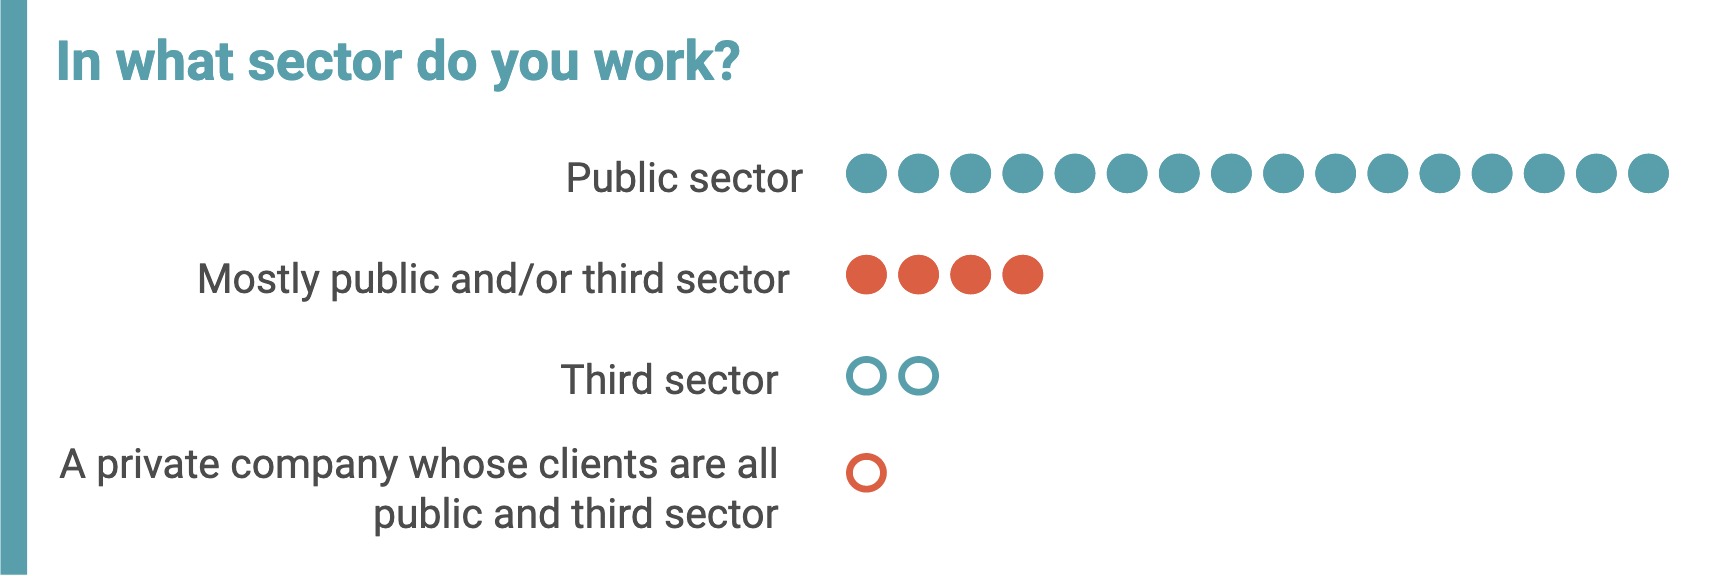 In what sector do you work?
Public sector
Mostly public and/or third sector
Third sector
A private company whose clients are all
public and third sector